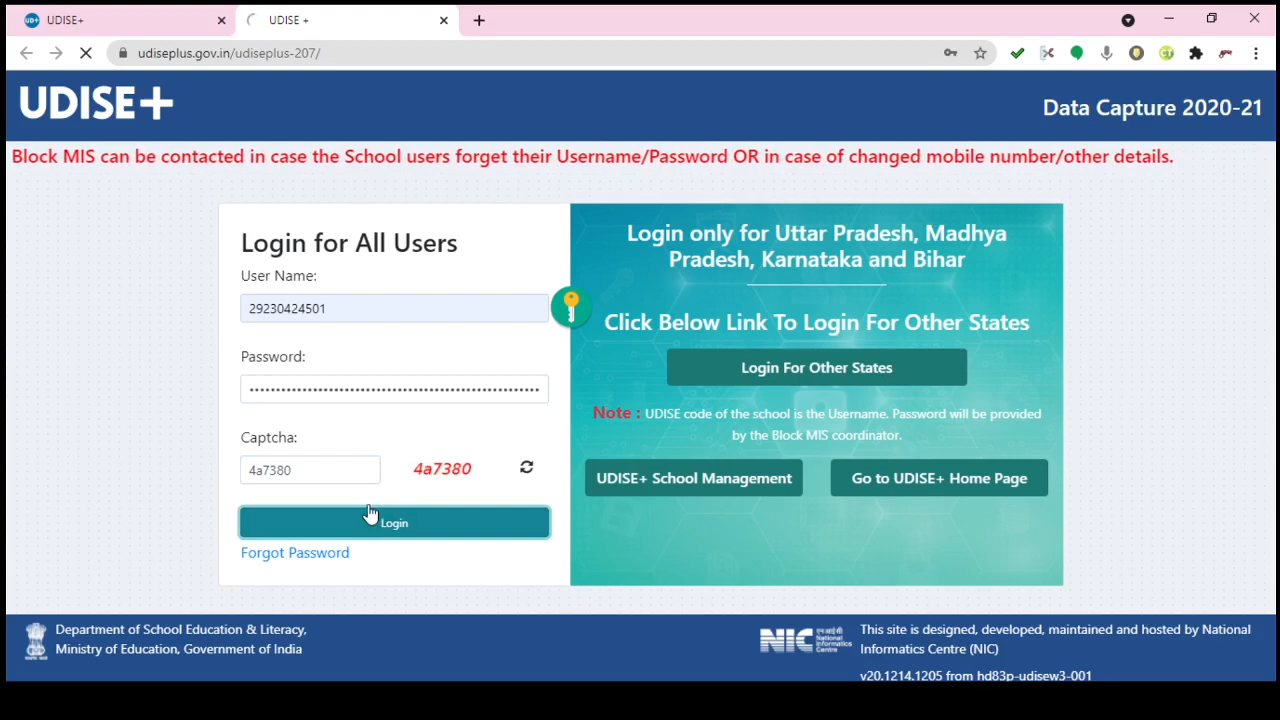 UDISE+
UDISE +
udiseplus.gov.in/udiseplus-207/
UDISE+
Data Capture 2020-21
Block MIS can be contacted in case the School users forget their Username/Password OR in case of changed mobile number/other details.
Login for All Users
User Name:
29230424501
Password:
Captcha:
4a7380
4a7380
Login
Forgot Password
Login only for Uttar Pradesh, Madhya
Pradesh, Karnataka and Bihar
Click Below Link To Login For Other States
Login For Other States
Note : UDISE code of the school is the Username. Password will be provided
by the Block MIS coordinator.
UDISE+ School Management
Go to UDISE+ Home Page
Department of School Education & Literacy,
Ministry of Education, Government of India
NIC
एन आई सी
National
Informatics
Centre
This site is designed, developed, maintained and hosted by National
Informatics Centre (NIC)
v20.1214.1205 from hd83p-udisew3-001